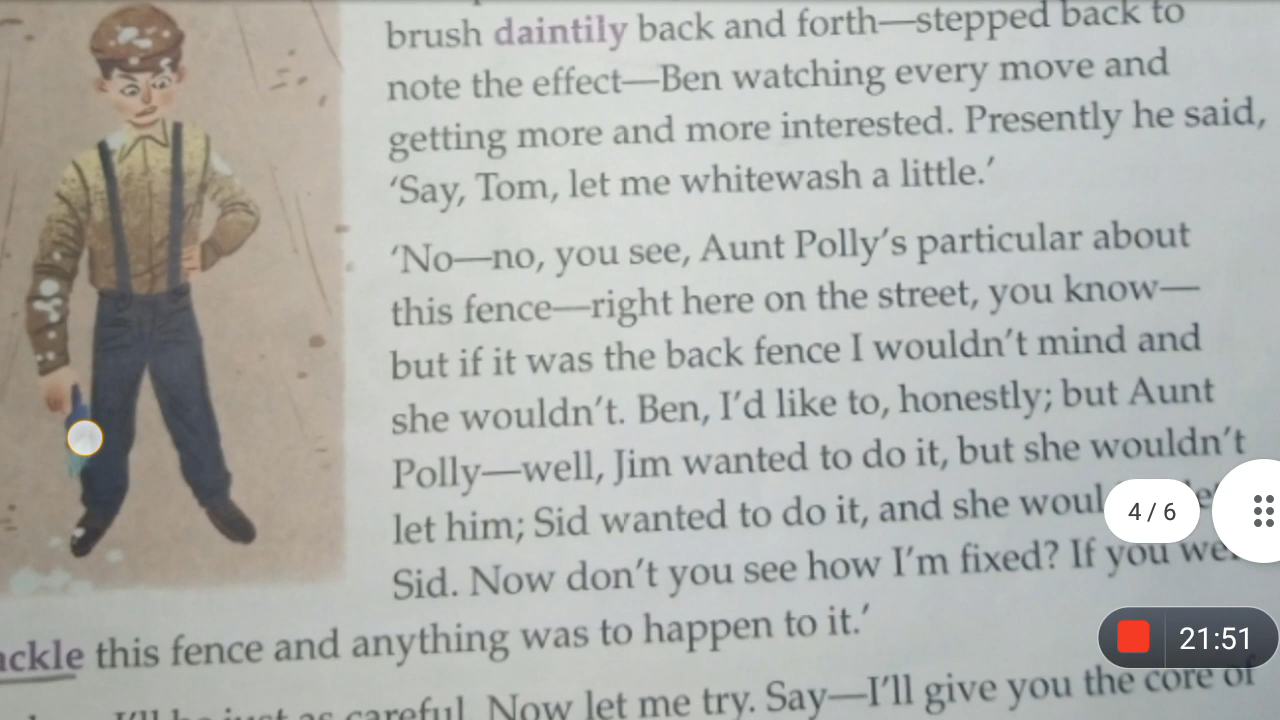 brush daintily back and forth—stepped back to
note the effect—Ben watching every move and
getting more and more interested. Presently he said,
‘Say, Tom, let me whitewash a little.’
‘No—no, you see, Aunt Polly’s particular about
this fence—right here on the street, you know—
but if it was the back fence I wouldn’t mind and
she wouldn’t. Ben, I’d like to, honestly; but Aunt
Polly—well, Jim wanted to do it, but she wouldn’t
let him; Sid wanted to do it, and she
4 / 6
Sid. Now don’t you see how I’m fixed? If you
this fence and anything was to happen to it.’
21:51
I’ll be just as careful. Now let me try. Say—I’ll give you the core of